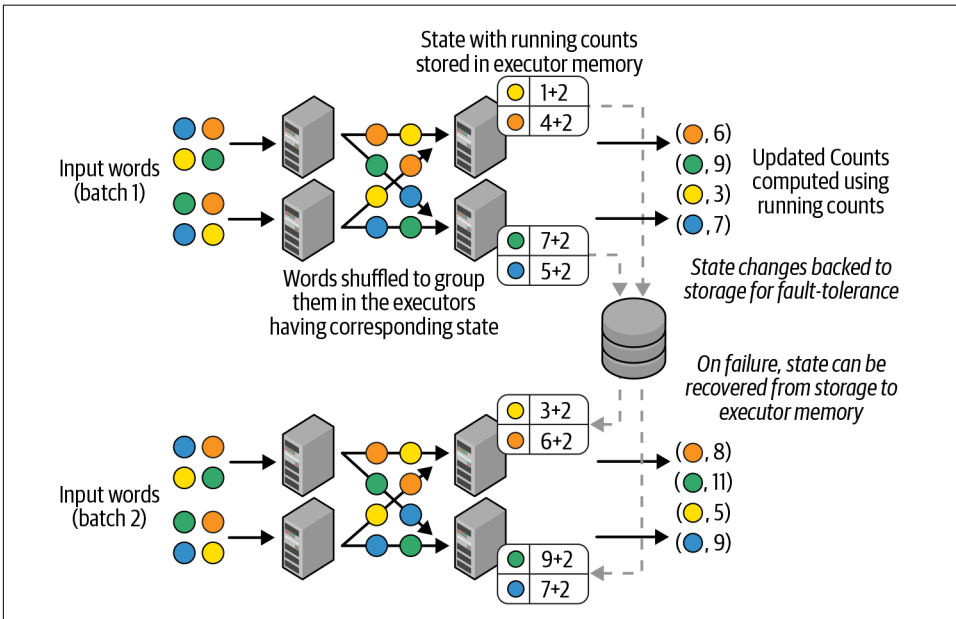 State with running counts
stored in executor memory
1+2
4+2
Input words
(batch 1)
(, 6)
(, 9)
(, 3)
(, 7)
Updated Counts
computed using
running counts
7+2
5+2
Words shuffled to group
them in the executors
having corresponding state
State changes backed to
storage for fault-tolerance
On failure, state can be
recovered from storage to
executor memory
3+2
6+2
Input words
(batch 2)
(, 8)
(, 11)
(, 5)
(, 9)
9+2
7+2